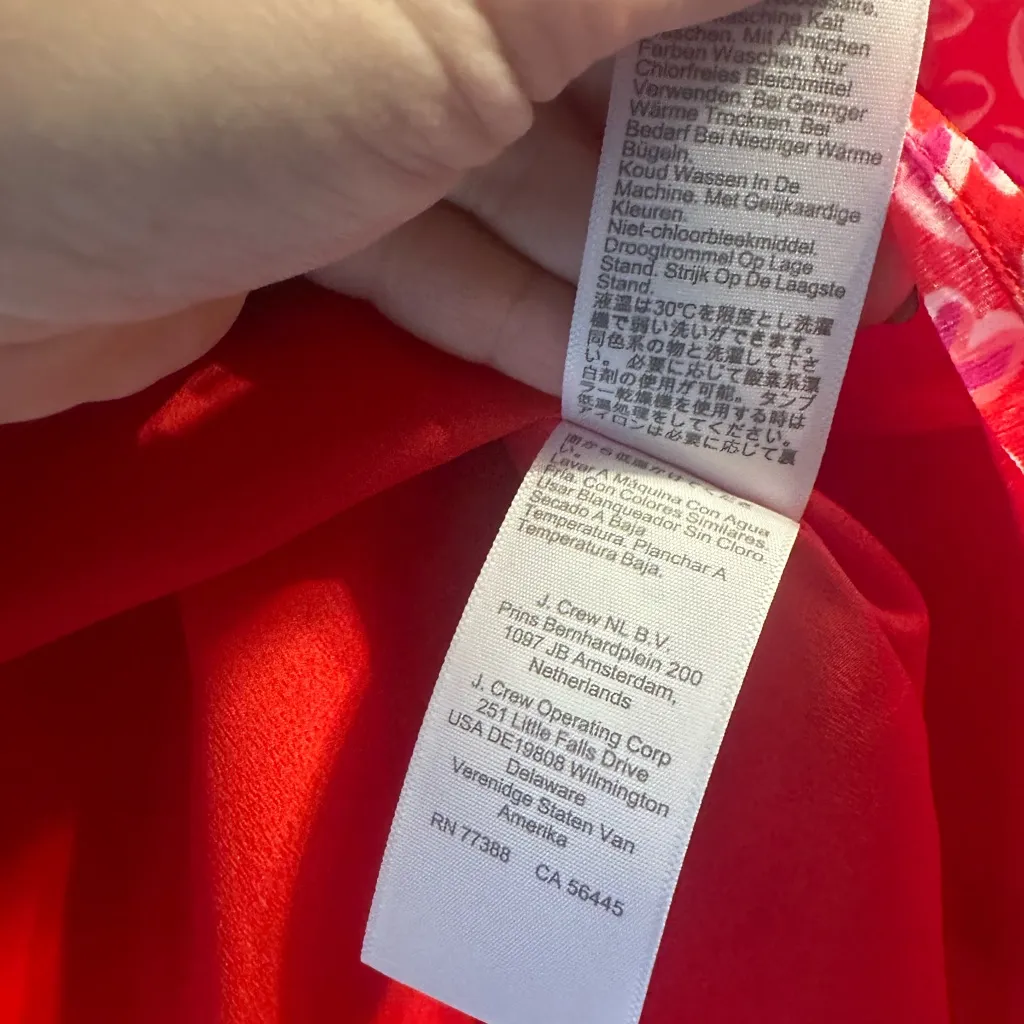 Kalt
Mit Ähnlichen
Farben Waschen. Nur
Chlorfreies Bleichmittel
Verwenden. Bei Geringer
Wärme Trocknen. Bei
Bedarf Bei Niedriger Wärme
Bügeln.
Koud Wassen In De
Machine. Met Gelijkaardige
Kleuren.
Niet-chloorbleekmiddel.
Droogtrommel Op Lage
Stand. Strijk Op De Laagste
Stand.
液温は30℃を限度とし洗濯
機で弱い洗いができます。
同色系の物と洗濯して下さ
い。 必要に応じて酸素系漂
白剤の使用が可能。タンブ
ラー乾燥機を使用する時は
低温処理をしてください。
アイロンは必要に応じて裏
い。
Lavar A Máquina Con Agua
Fría. Con Colores Similares.
Usar Blanqueador Sin Cloro.
Secado A Baja
Temperatura. Planchar A
Temperatura Baja.
J. Crew NL B.V.
Prins Bernhardplein 200
1097 JB Amsterdam,
Netherlands
J. Crew Operating Corp
251 Little Falls Drive
USA DE19808 Wilmington
Delaware
Verenidge Staten Van
Amerika
RN 77388 CA 56445